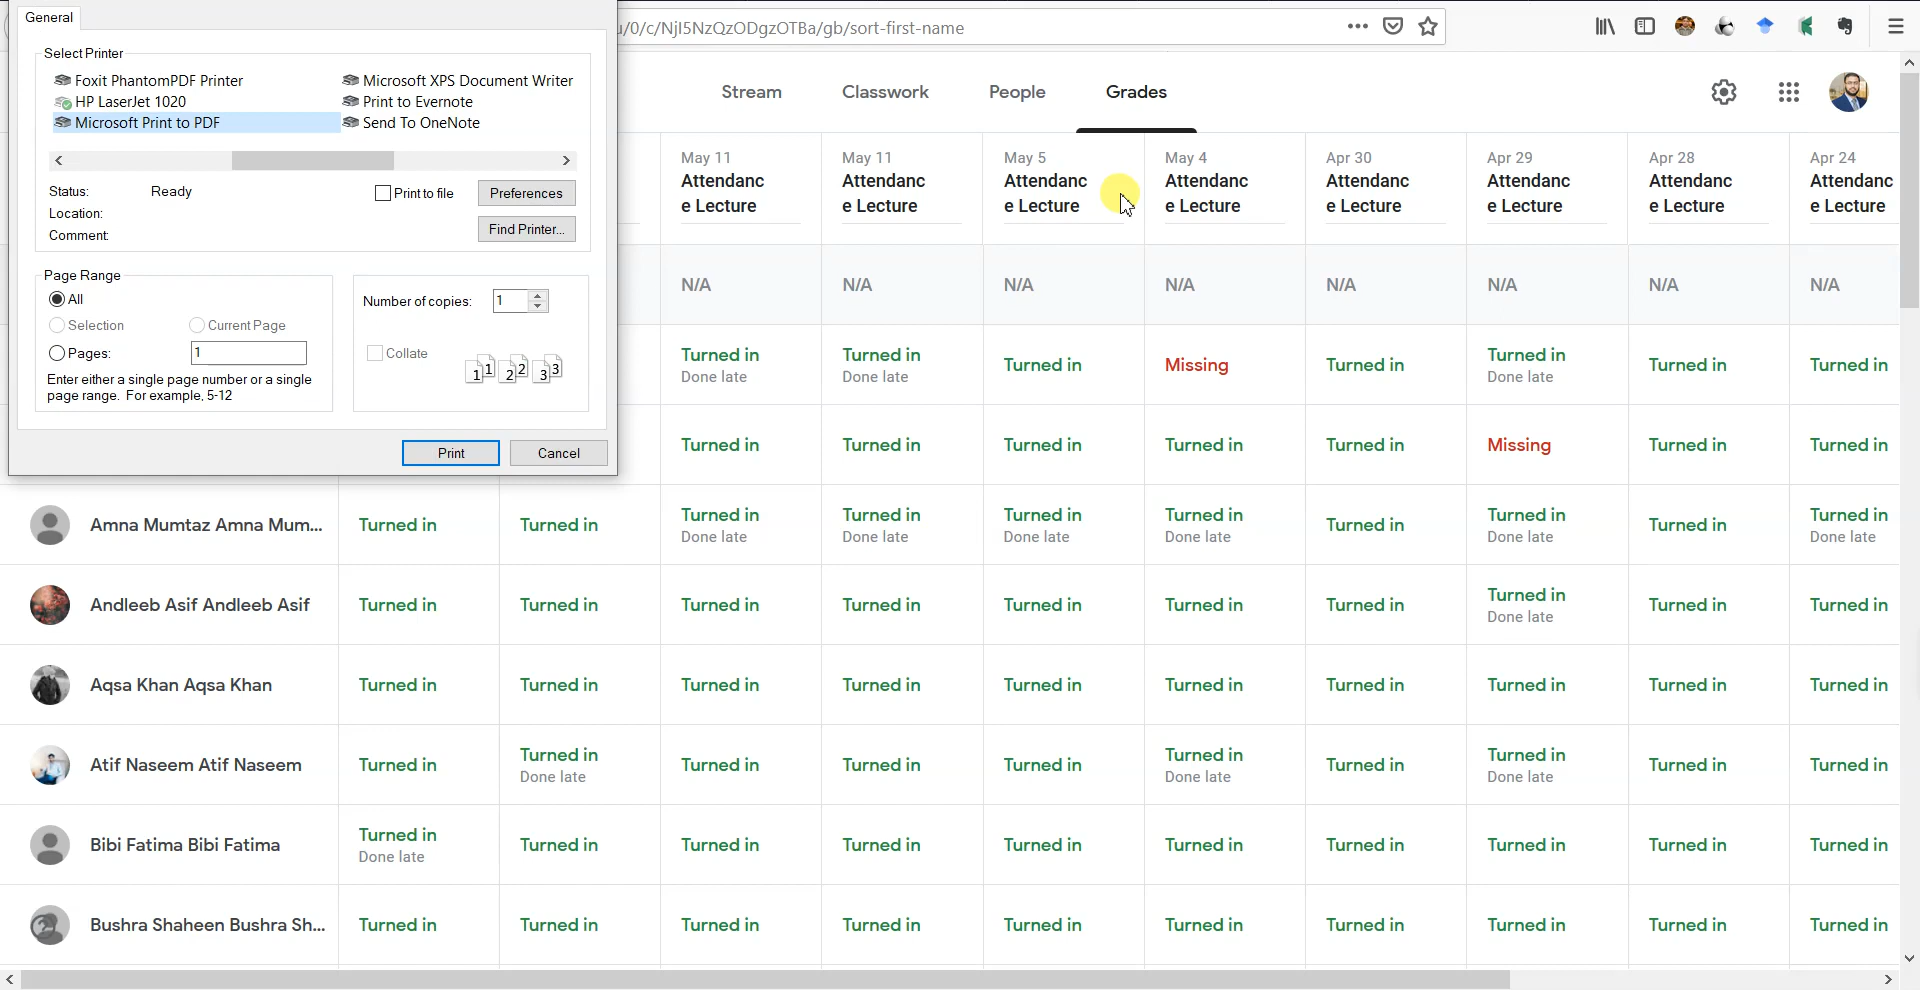 General
Select Printer
Foxit PhantomPDF Printer
Microsoft XPS Document Writer
HP LaserJet 1020
Print to Evernote
Microsoft Print to PDF
Send To OneNote
Status: Ready
Print to file
Preferences
Location:
Find Printer...
Comment:
Page Range
All
Selection
Current Page
Pages: 1
Enter either a single page number or a single
page range. For example, 5-12
Number of copies: 1
Collate
1 1 2 2 3 3
Print
Cancel
u/0/c/NjI5NzQzODgzOTBa/gb/sort-first-name
Stream Classwork People Grades
May 11 May 11 May 5 May 4 Apr 30 Apr 29 Apr 28 Apr 24
Attendanc Attendanc Attendanc Attendanc Attendanc Attendanc Attendanc Attendanc
e Lecture e Lecture e Lecture e Lecture e Lecture e Lecture e Lecture e Lecture
N/A N/A N/A N/A N/A N/A N/A N/A
Turned in Turned in Turned in Missing Turned in Turned in Turned in Turned in
Done late Done late Done late
Turned in Turned in Turned in Turned in Turned in Missing Turned in Turned in
Amna Mumtaz Amna Mum... Turned in Turned in Turned in Turned in Turned in Turned in Turned in Turned in Turned in Turned in
Done late Done late Done late Done late Done late Done late
Andleeb Asif Andleeb Asif Turned in Turned in Turned in Turned in Turned in Turned in Turned in Turned in Turned in Turned in
Done late
Aqsa Khan Aqsa Khan Turned in Turned in Turned in Turned in Turned in Turned in Turned in Turned in Turned in Turned in
Atif Naseem Atif Naseem Turned in Turned in Turned in Turned in Turned in Turned in Turned in Turned in Turned in Turned in
Done late Done late Done late
Bibi Fatima Bibi Fatima Turned in Turned in Turned in Turned in Turned in Turned in Turned in Turned in Turned in Turned in
Done late
Bushra Shaheen Bushra Sh... Turned in Turned in Turned in Turned in Turned in Turned in Turned in Turned in Turned in Turned in